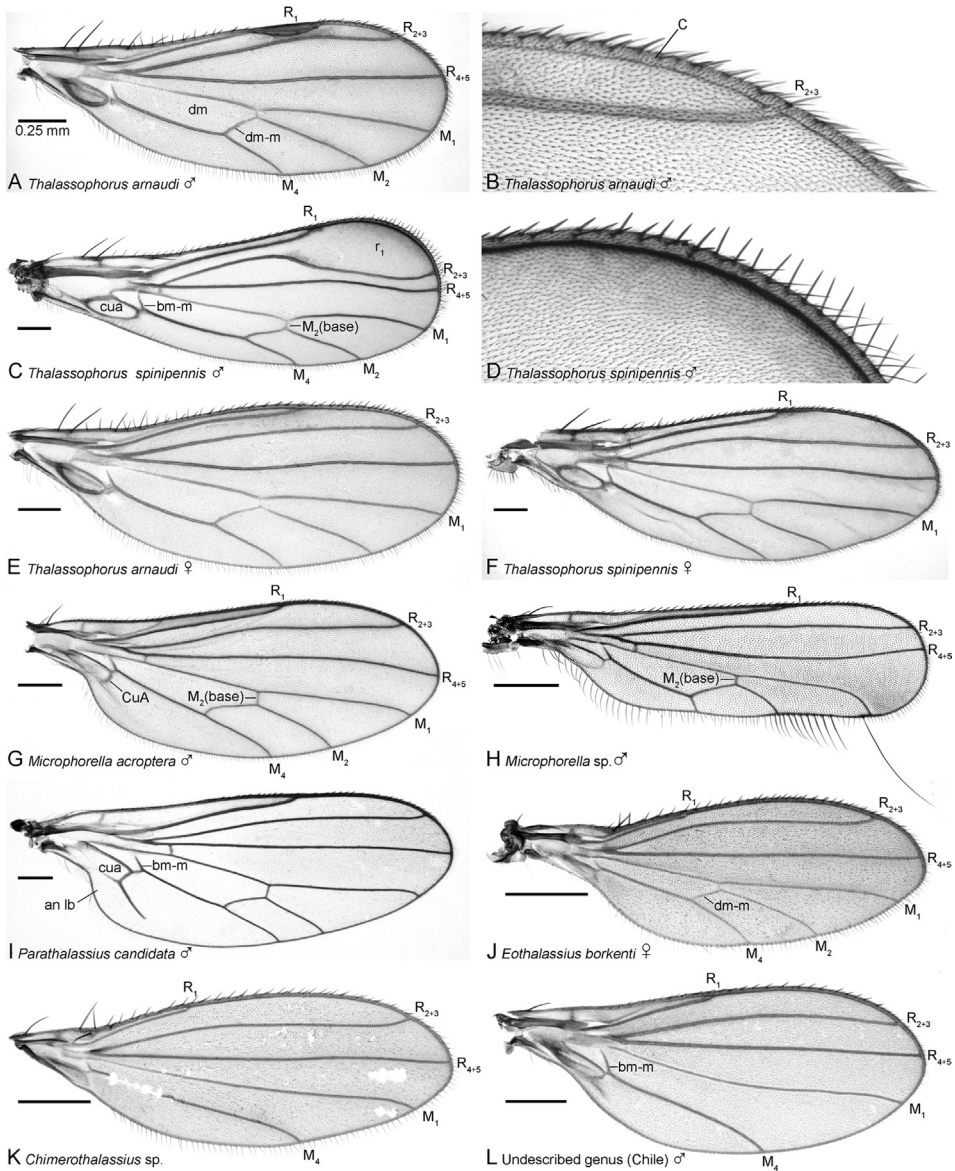 R1
R2+3
R4+5
dm
0.25 mm
dm-m
M1
M2
M4
A Thalassophorus arnaudi ♂
C
R2+3
B Thalassophorus arnaudi ♂
R1
r1
R2+3
R4+5
cua
bm-m
M2(base)
M1
M2
M4
C Thalassophorus spinipennis ♂
D Thalassophorus spinipennis ♂
R2+3
M1
E Thalassophorus arnaudi ♀
R1
R2+3
M1
F Thalassophorus spinipennis ♀
R1
R2+3
R4+5
CuA
M2(base)
M1
M2
M4
G Microphorella acroptera ♂
R1
R2+3
R4+5
M2(base)
H Microphorella sp. ♂
cua
bm-m
an lb
I Parathalassius candidata ♂
R1
R2+3
R4+5
dm-m
M1
M2
M4
J Eothalassius borkenti ♀
R1
R2+3
R4+5
M1
M4
K Chimerothalassius sp.
R1
R2+3
R4+5
bm-m
M1
M4
L Undescribed genus (Chile) ♂